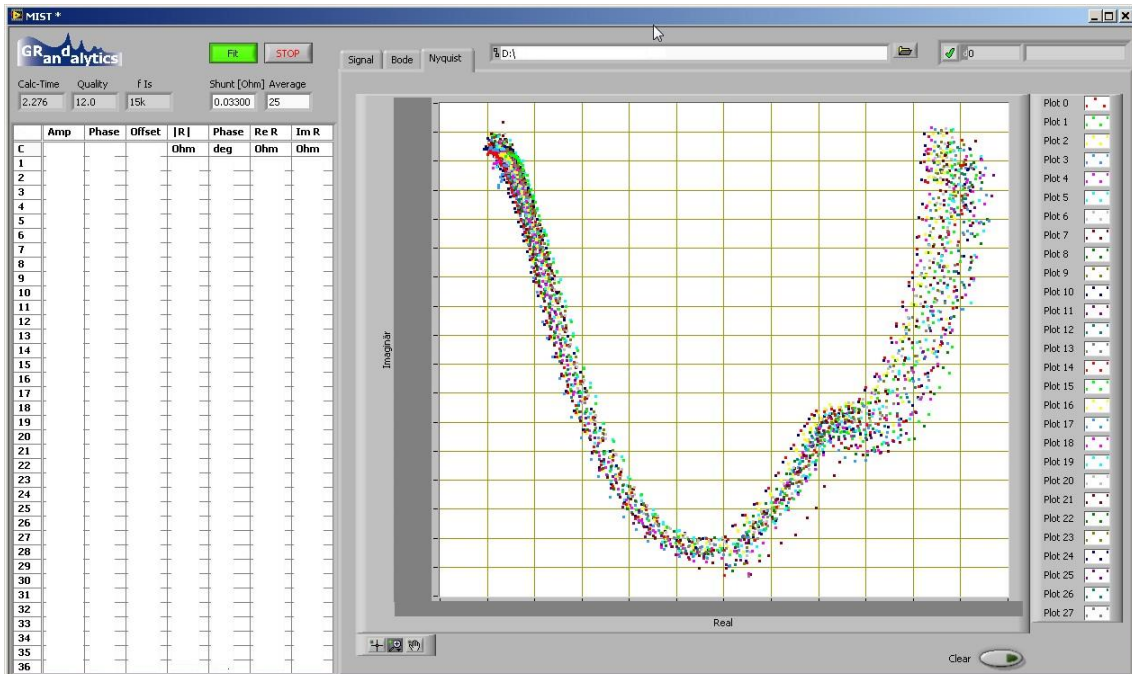 MIST *
GRandalytics
Fit
STOP
Calc-Time Quality f Is Shunt [Ohm] Average
2.276 12.0 15k 0.03300 25
Signal Bode Nyquist
D:\
0
Amp Phase Offset |R| Phase Re R Im R
C Ohm deg Ohm Ohm
1
2
3
4
5
6
7
8
9
10
11
12
13
14
15
16
17
18
19
20
21
22
23
24
25
26
27
28
29
30
31
32
33
34
35
36
Imaginär
Real
Plot 0
Plot 1
Plot 2
Plot 3
Plot 4
Plot 5
Plot 6
Plot 7
Plot 8
Plot 9
Plot 10
Plot 11
Plot 12
Plot 13
Plot 14
Plot 15
Plot 16
Plot 17
Plot 18
Plot 19
Plot 20
Plot 21
Plot 22
Plot 23
Plot 24
Plot 25
Plot 26
Plot 27
Clear